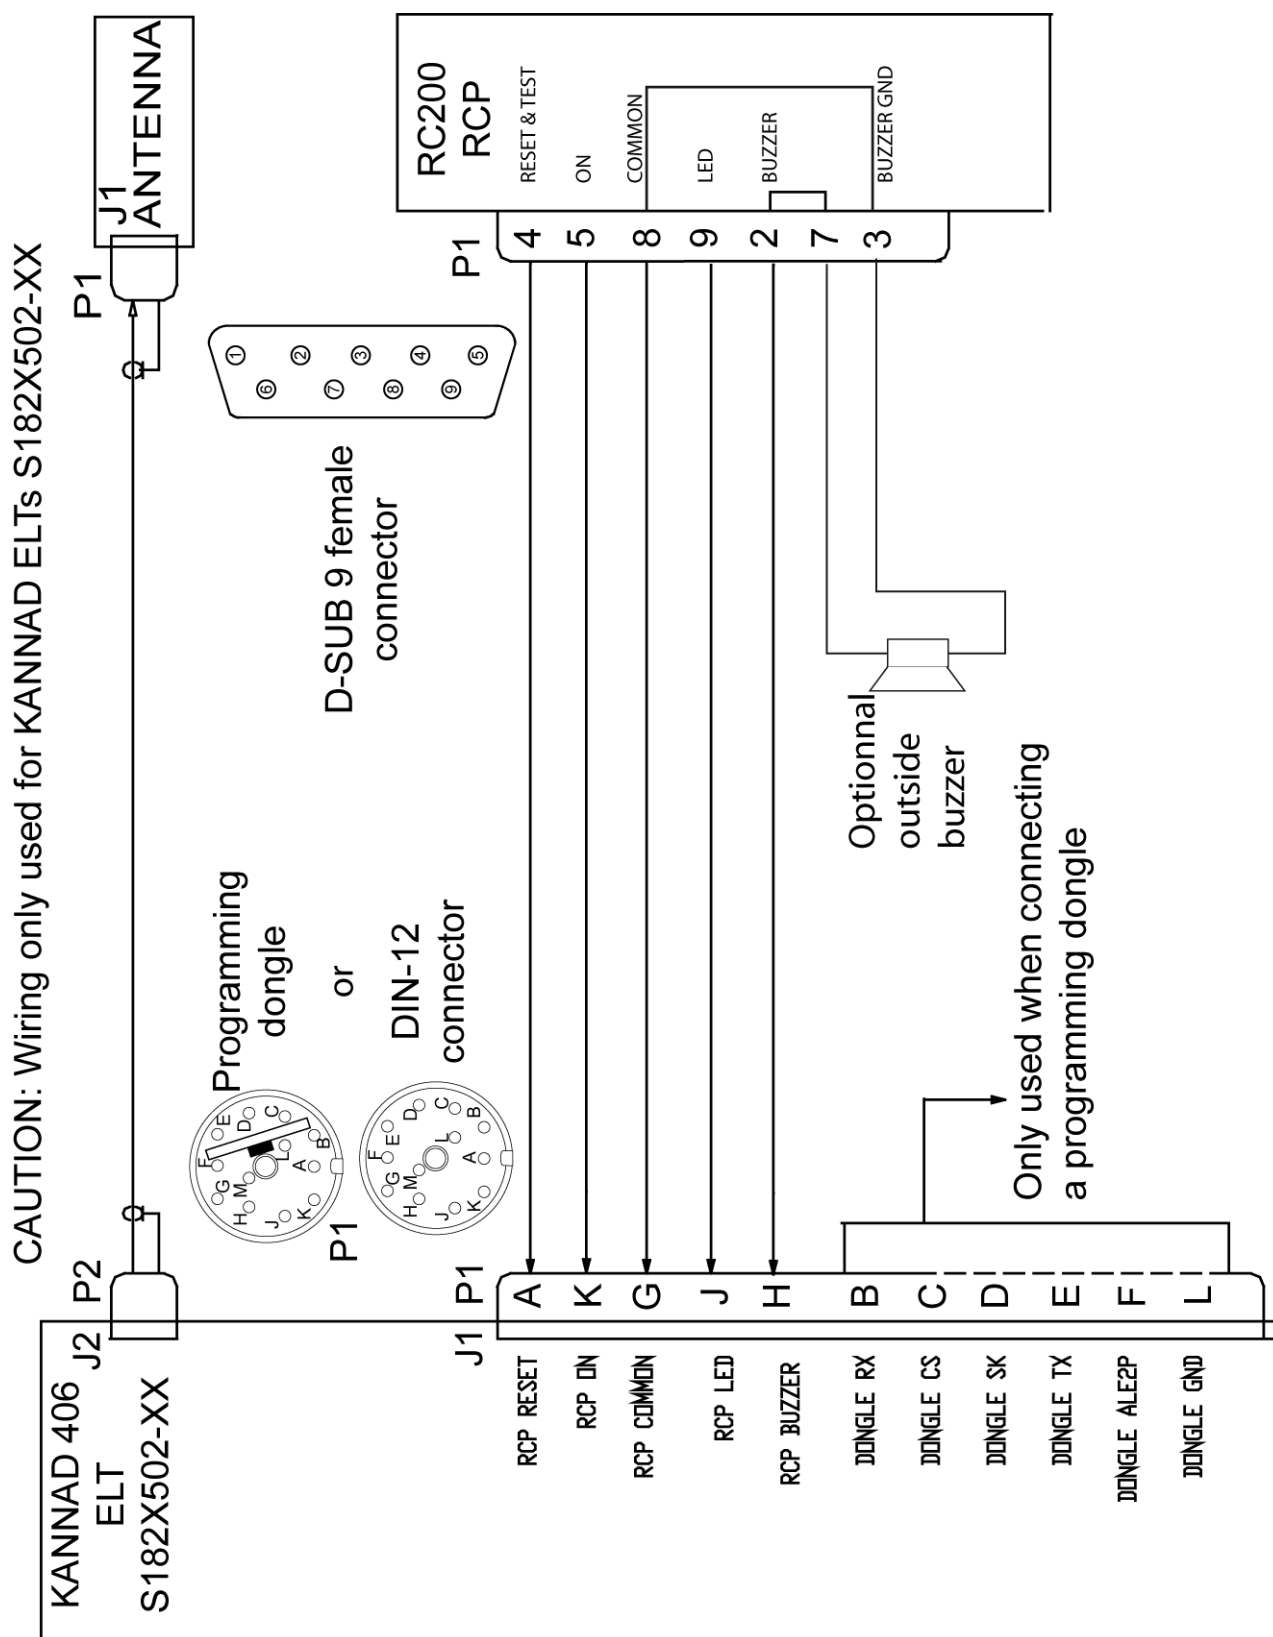 CAUTION: Wiring only used for KANNAD ELTs S182X502-XX
KANNAD 406
ELT
S182X502-XX
J2
P2
P1
J1
ANTENNA
Programming
dongle
or
DIN-12
connector
P1
A
B
C
D
E
F
G
H
J
K
L
M
A
B
C
D
E
F
G
H
J
K
L
M
D-SUB 9 female
connector
1
2
3
4
5
6
7
8
9
RC200
RCP
P1
4 RESET & TEST
5 ON
8 COMMON
9 LED
2 BUZZER
7
3 BUZZER GND
J1
P1
RCP RESET A
RCP ON K
RCP COMMON G
RCP LED J
RCP BUZZER H
DONGLE RX B
DONGLE CS C
DONGLE SK D
DONGLE TX E
DONGLE ALE2P F
DONGLE GND L
Optionnal
outside
buzzer
Only used when connecting
a programming dongle